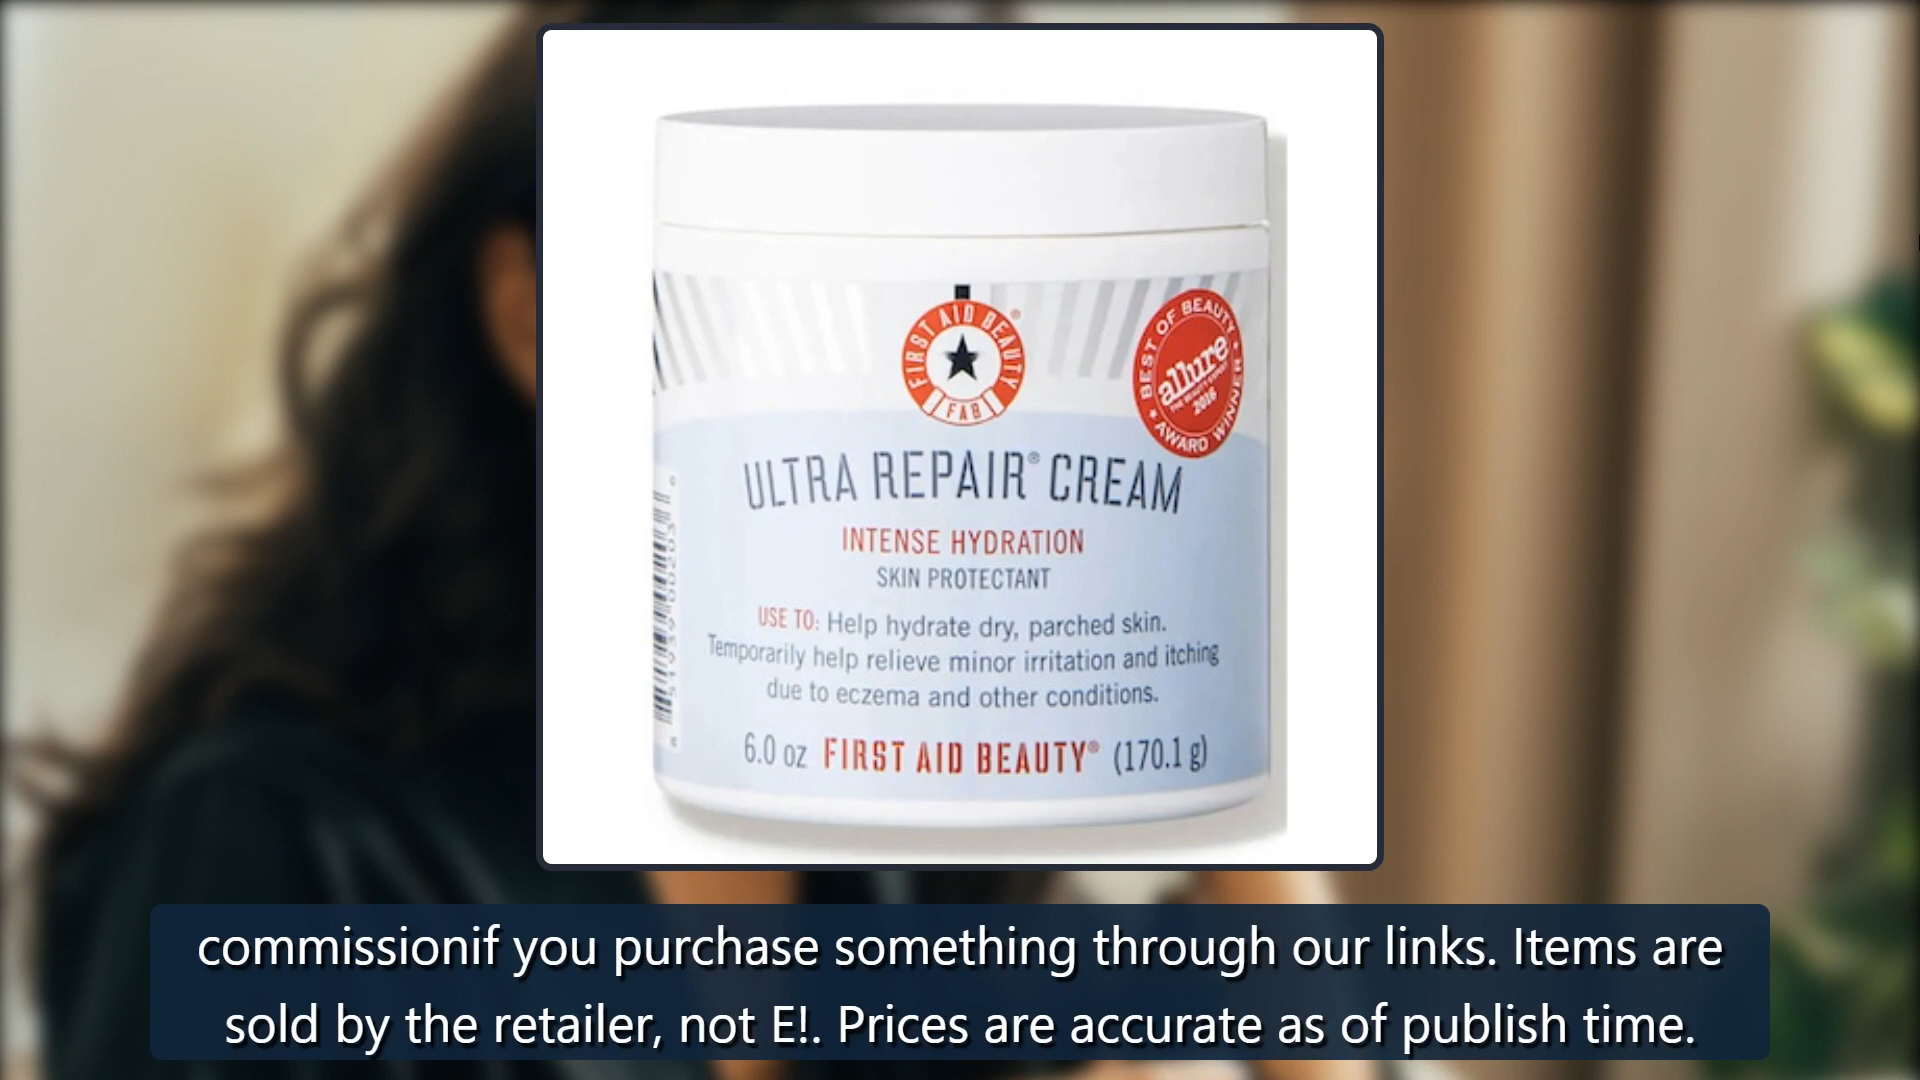 FIRST AID BEAUTY®
FAB
BEST OF BEAUTY
allure
THE BEAUTY EXPERT
2016
AWARD WINNER
ULTRA REPAIR® CREAM
INTENSE HYDRATION
SKIN PROTECTANT
USE TO: Help hydrate dry, parched skin.
Temporarily help relieve minor irritation and itching
due to eczema and other conditions.
6.0 oz FIRST AID BEAUTY® (170.1 g)
commissionif you purchase something through our links. Items are
sold by the retailer, not E!. Prices are accurate as of publish time.